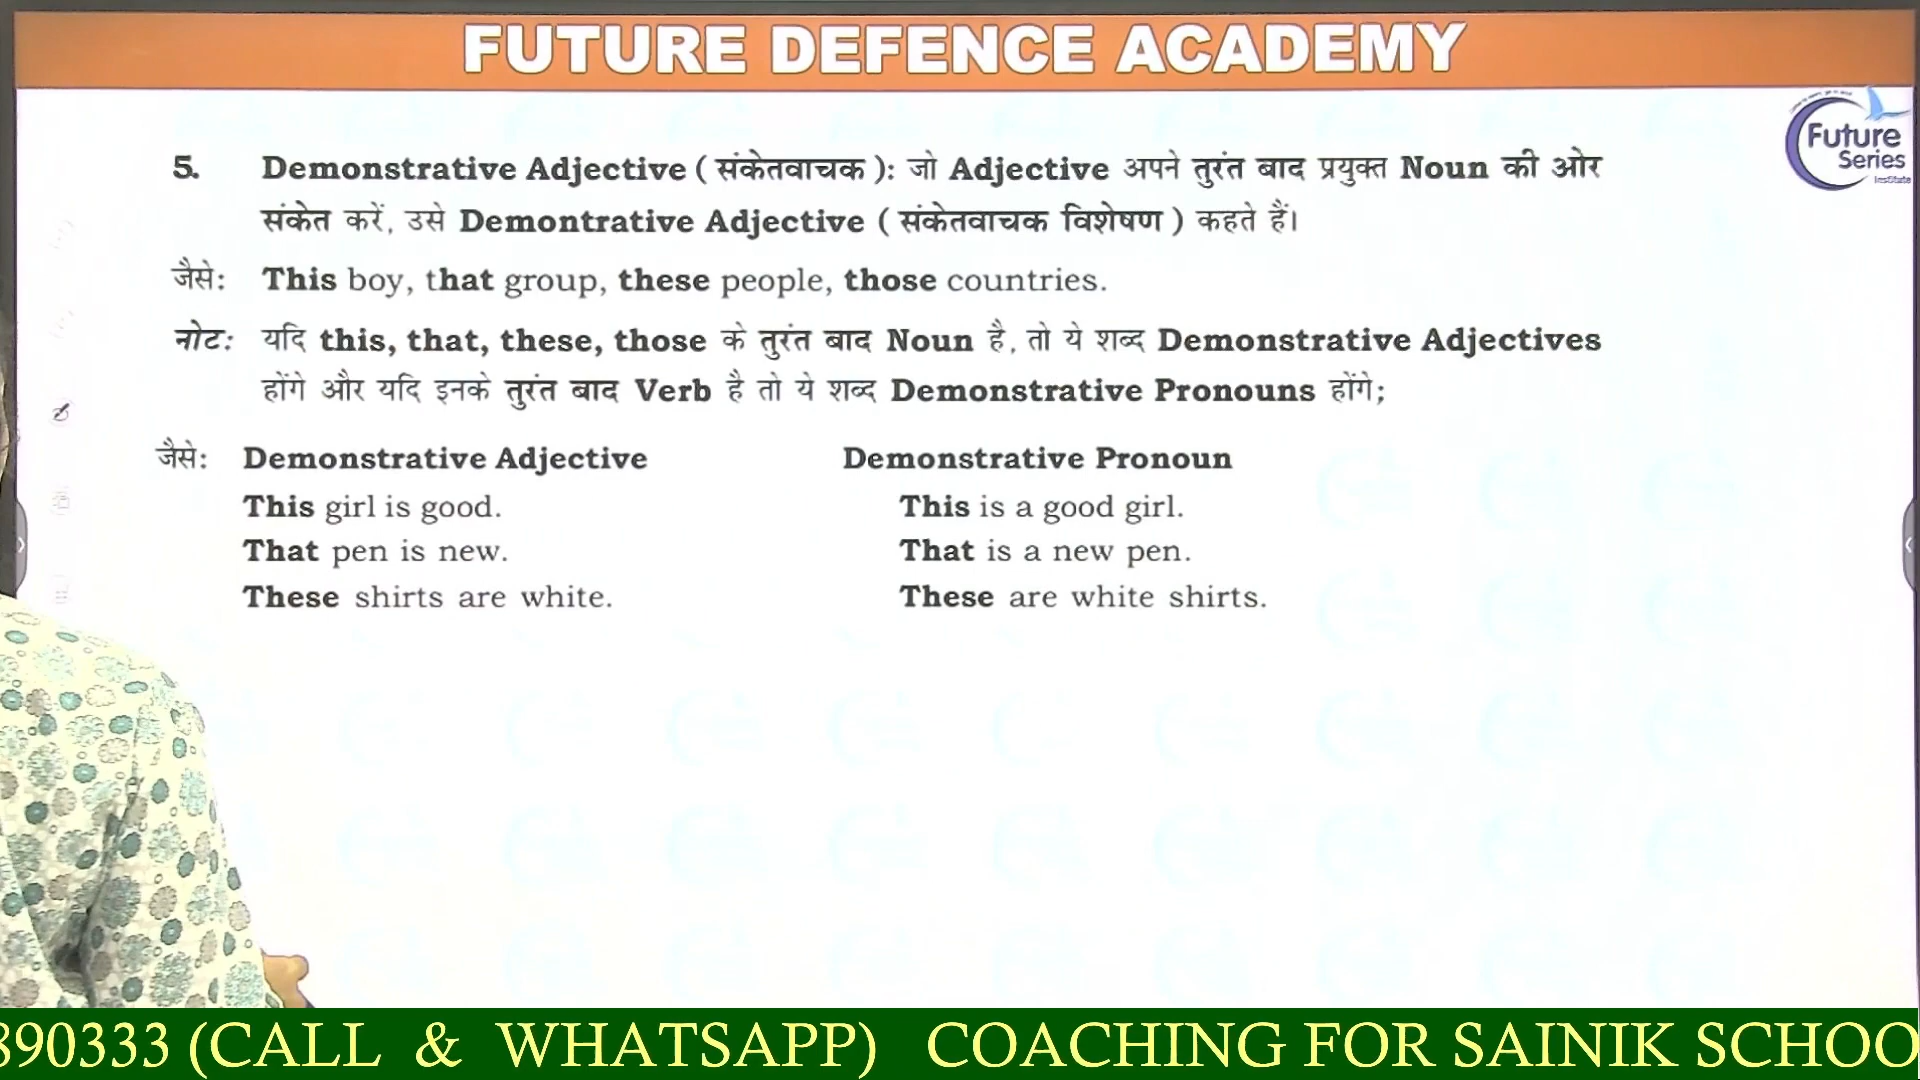 FUTURE DEFENCE ACADEMY
Future
Series
Institute
5. Demonstrative Adjective ( संकेतवाचक ): जो Adjective अपने तुरंत बाद प्रयुक्त Noun की ओर
संकेत करें, उसे Demontrative Adjective ( संकेतवाचक विशेषण ) कहते हैं।
जैसे: This boy, that group, these people, those countries.
नोट: यदि this, that, these, those के तुरंत बाद Noun है, तो ये शब्द Demonstrative Adjectives
होंगे और यदि इनके तुरंत बाद Verb है तो ये शब्द Demonstrative Pronouns होंगे;
जैसे: Demonstrative Adjective Demonstrative Pronoun
This girl is good. This is a good girl.
That pen is new. That is a new pen.
These shirts are white. These are white shirts.
890333 (CALL & WHATSAPP) COACHING FOR SAINIK SCHOO